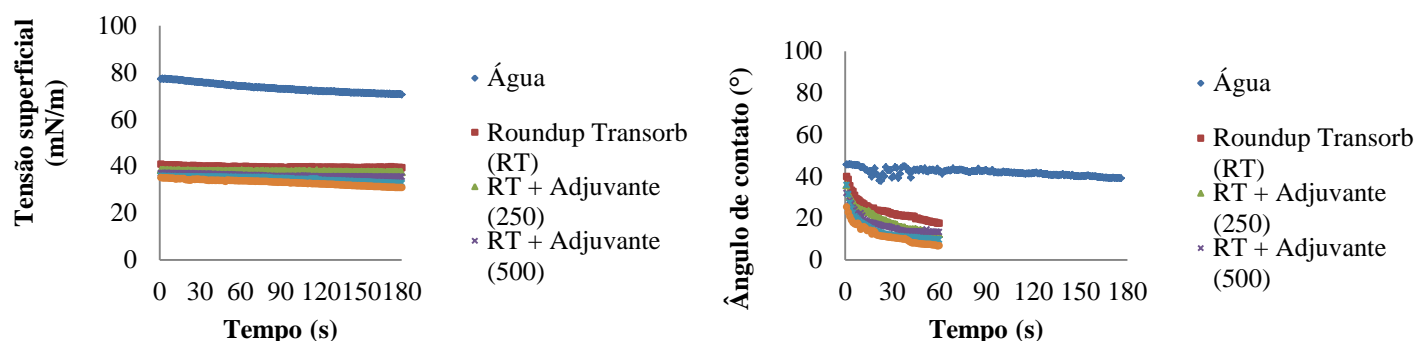 Tensão superficial
(mN/m)
100
80
60
40
20
0
0 30 60 90 120150180
Tempo (s)
Água
Roundup Transorb
(RT)
RT + Adjuvante
(250)
RT + Adjuvante
(500)
Ângulo de contato (°)
100
80
60
40
20
0
0 30 60 90 120 150 180
Tempo (s)
Água
Roundup Transorb
(RT)
RT + Adjuvante
(250)
RT + Adjuvante
(500)